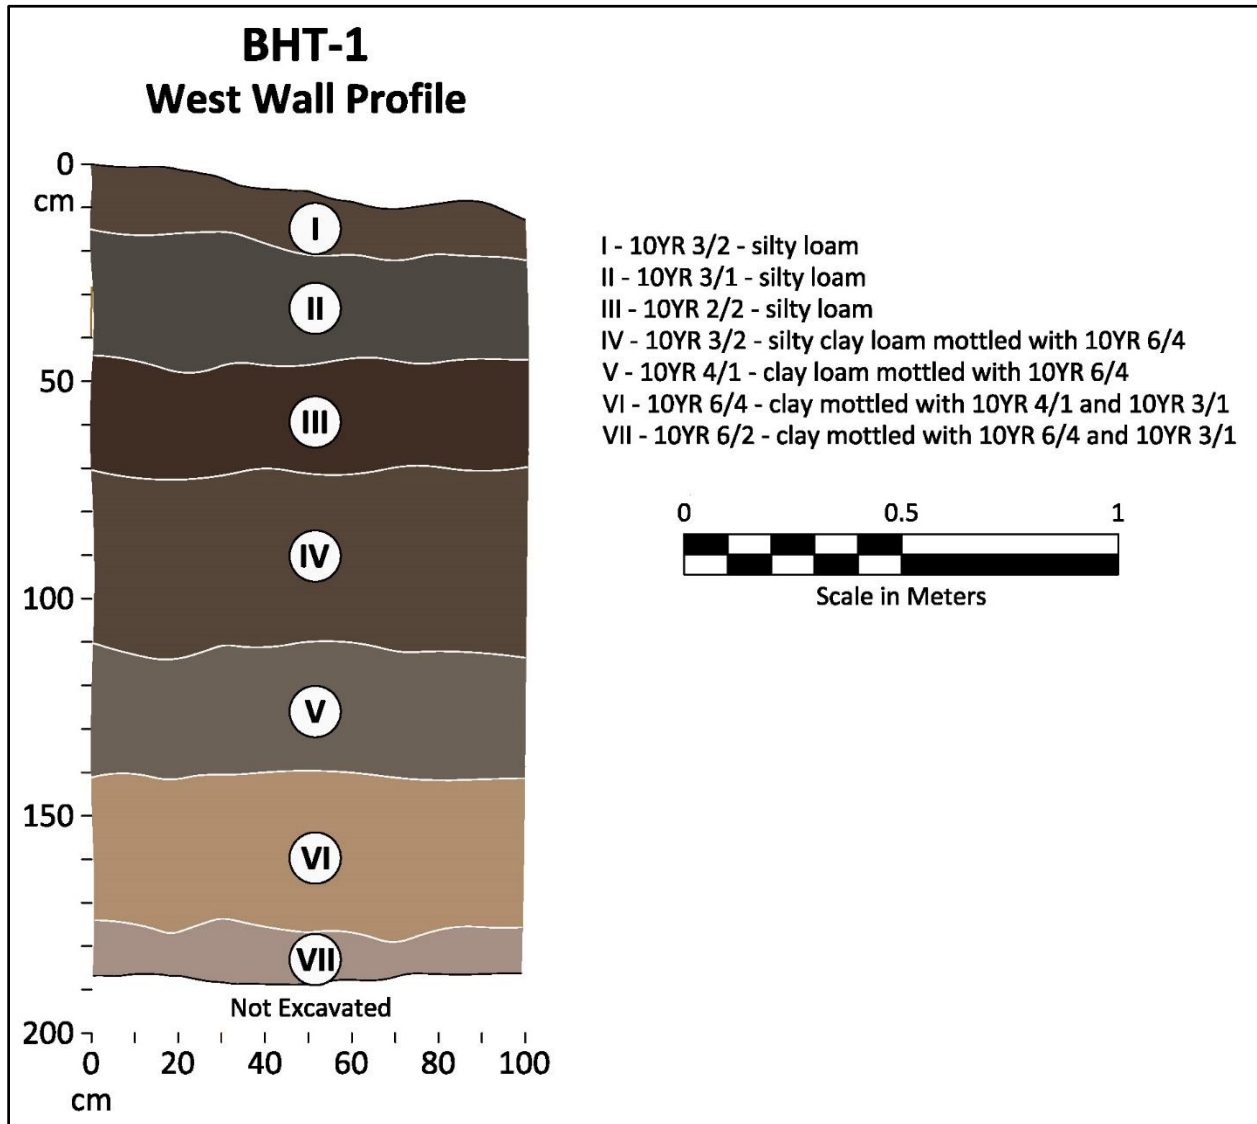 BHT-1
West Wall Profile
0
cm
50
100
150
200
I
II
III
IV
V
VI
VII
Not Excavated
0 20 40 60 80 100
cm
I - 10YR 3/2 - silty loam
II - 10YR 3/1 - silty loam
III - 10YR 2/2 - silty loam
IV - 10YR 3/2 - silty clay loam mottled with 10YR 6/4
V - 10YR 4/1 - clay loam mottled with 10YR 6/4
VI - 10YR 6/4 - clay mottled with 10YR 4/1 and 10YR 3/1
VII - 10YR 6/2 - clay mottled with 10YR 6/4 and 10YR 3/1
0 0.5 1
Scale in Meters